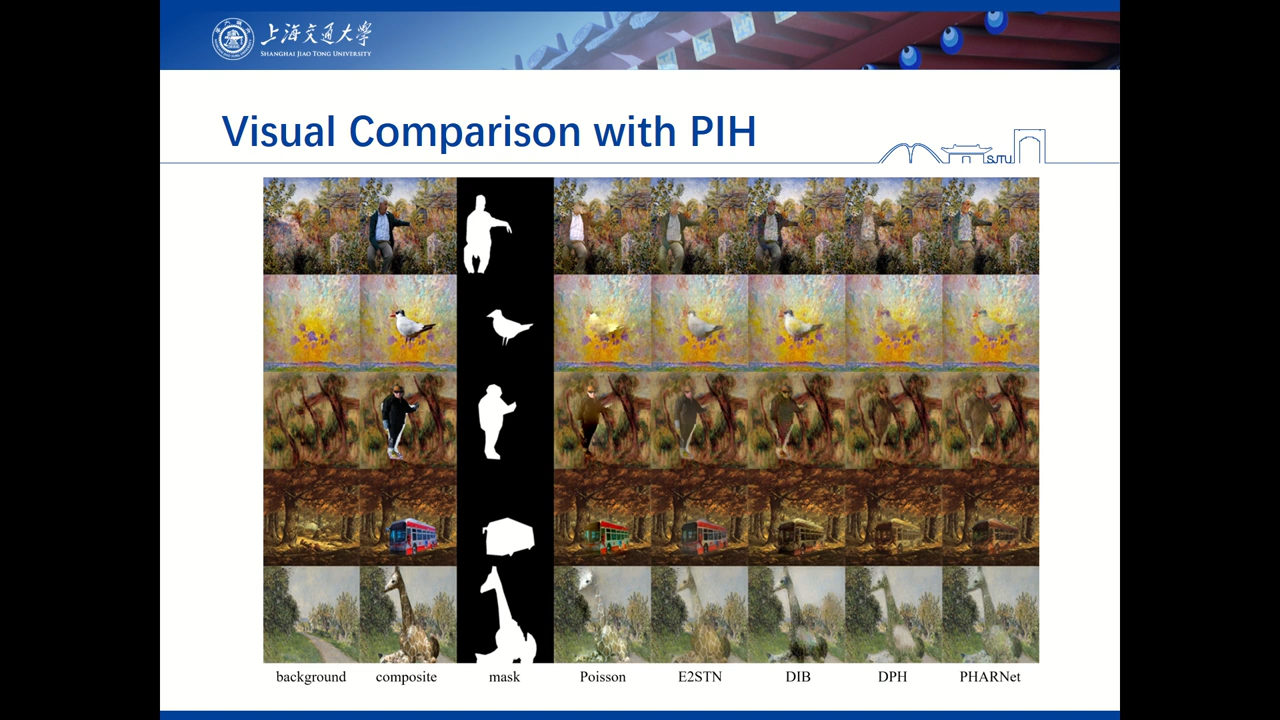 上海交通大学
SHANGHAI JIAO TONG UNIVERSITY
Visual Comparison with PIH
SJTU
background composite mask Poisson E2STN DIB DPH PHARNet